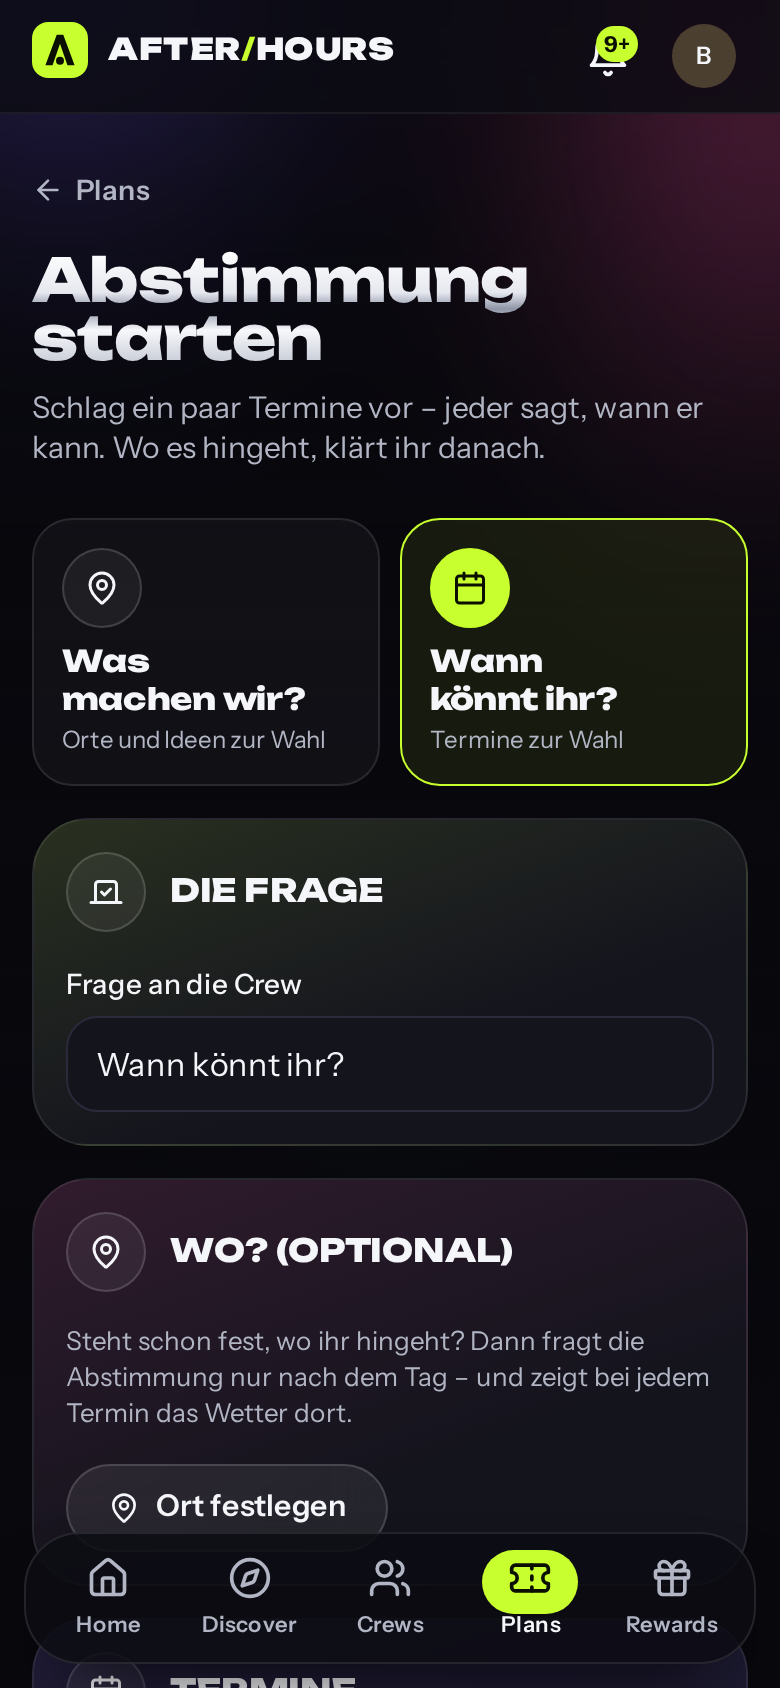 AFTER/HOURS
9+
B
Plans
Abstimmung
starten
Schlag ein paar Termine vor – jeder sagt, wann er
kann. Wo es hingeht, klärt ihr danach.
Was
machen wir?
Orte und Ideen zur Wahl
Wann
könnt ihr?
Termine zur Wahl
DIE FRAGE
Frage an die Crew
Wann könnt ihr?
WO? (OPTIONAL)
Steht schon fest, wo ihr hingeht? Dann fragt die
Abstimmung nur nach dem Tag – und zeigt bei jedem
Termin das Wetter dort.
Ort festlegen
Home
Discover
Crews
Plans
Rewards
TERMINE